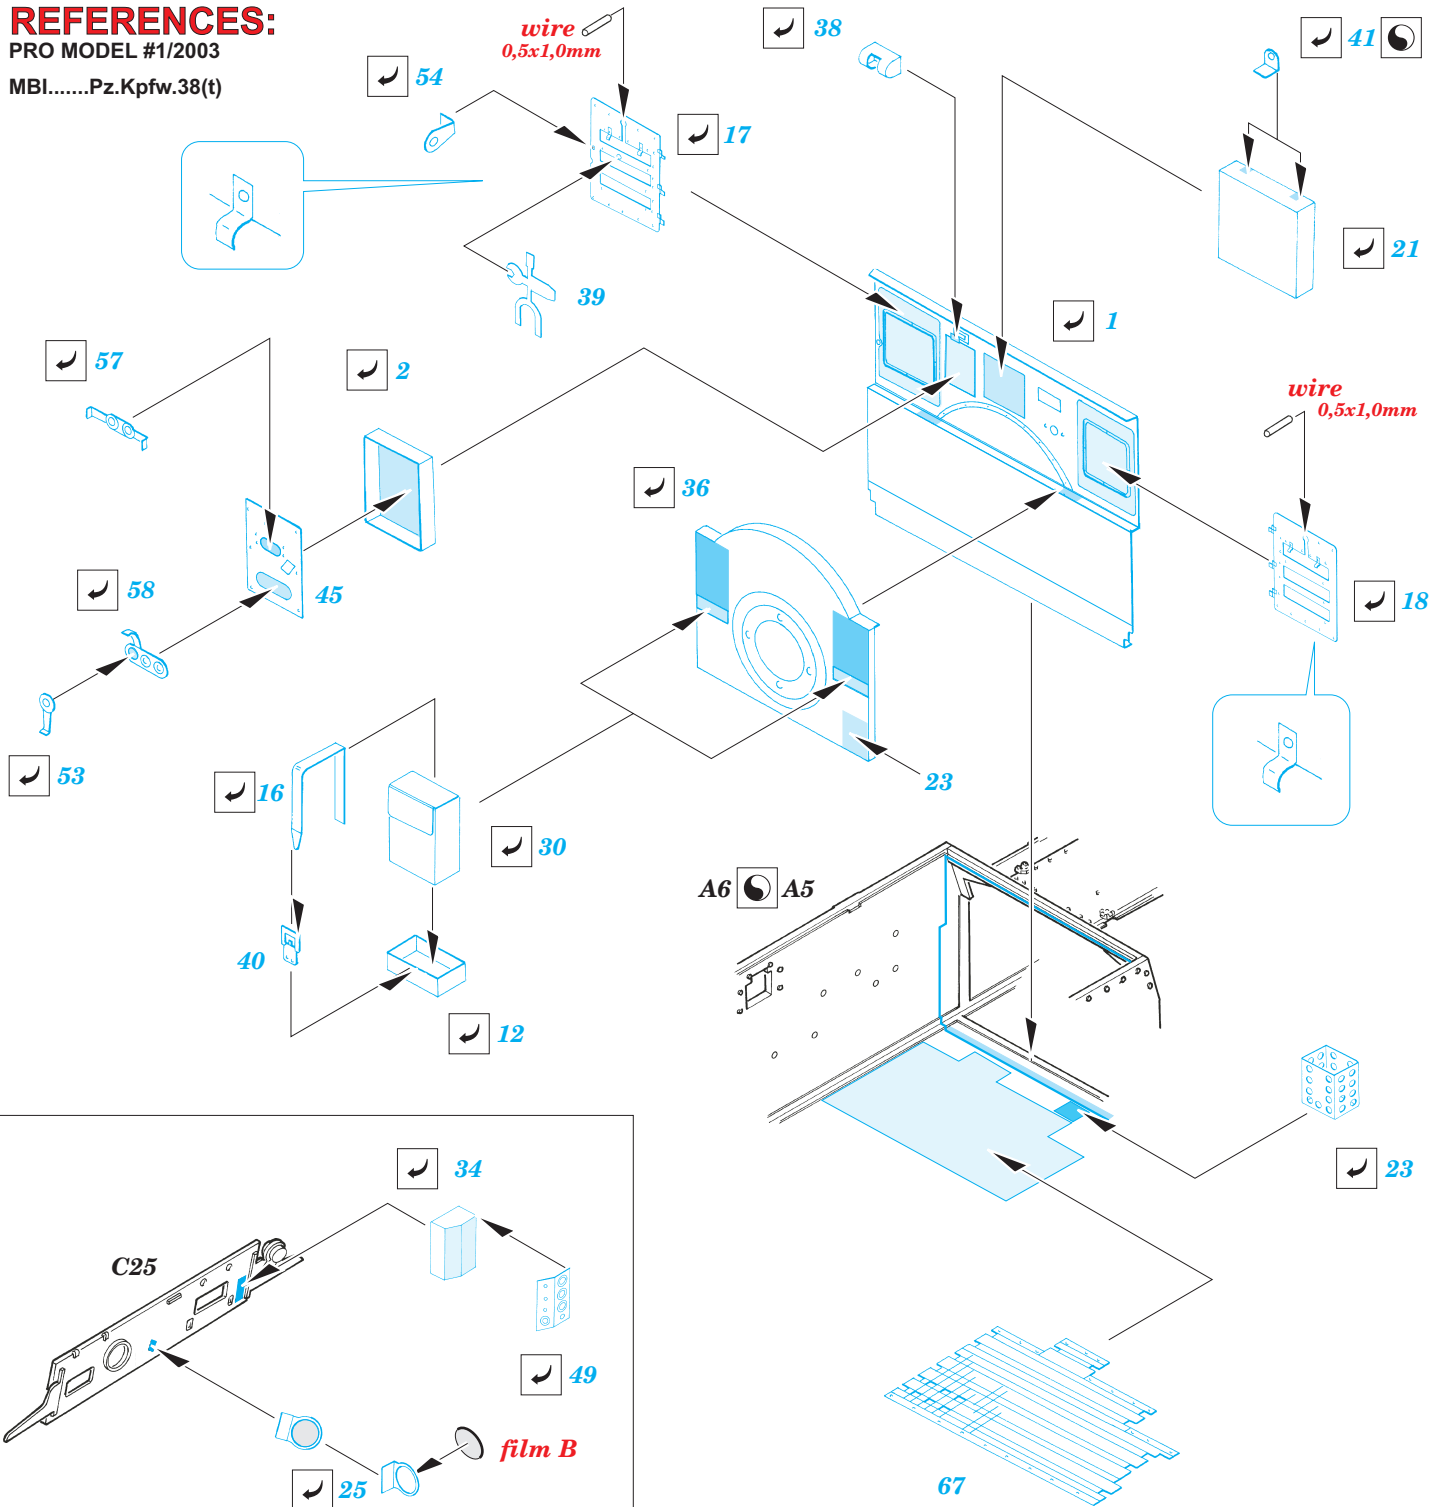 REFERENCES:
PRO MODEL #1/2003
MBI.......Pz.Kpfw.38(t)
wire
0,5x1,0mm
38
41
54
17
21
39
1
57
2
wire
0,5x1,0mm
36
58
45
18
53
16
23
30
A6 A5
40
12
23
34
C25
49
film B
25
67